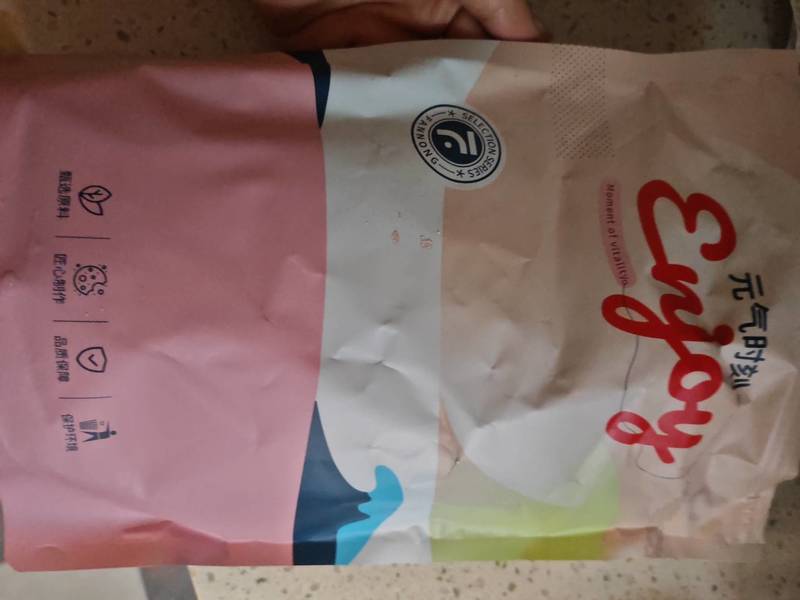 Enjoy
元气时刻
Moment of vitality
SELECTION SERIES
FANNONG
甄选原料
匠心制作
品质保障
保护环境